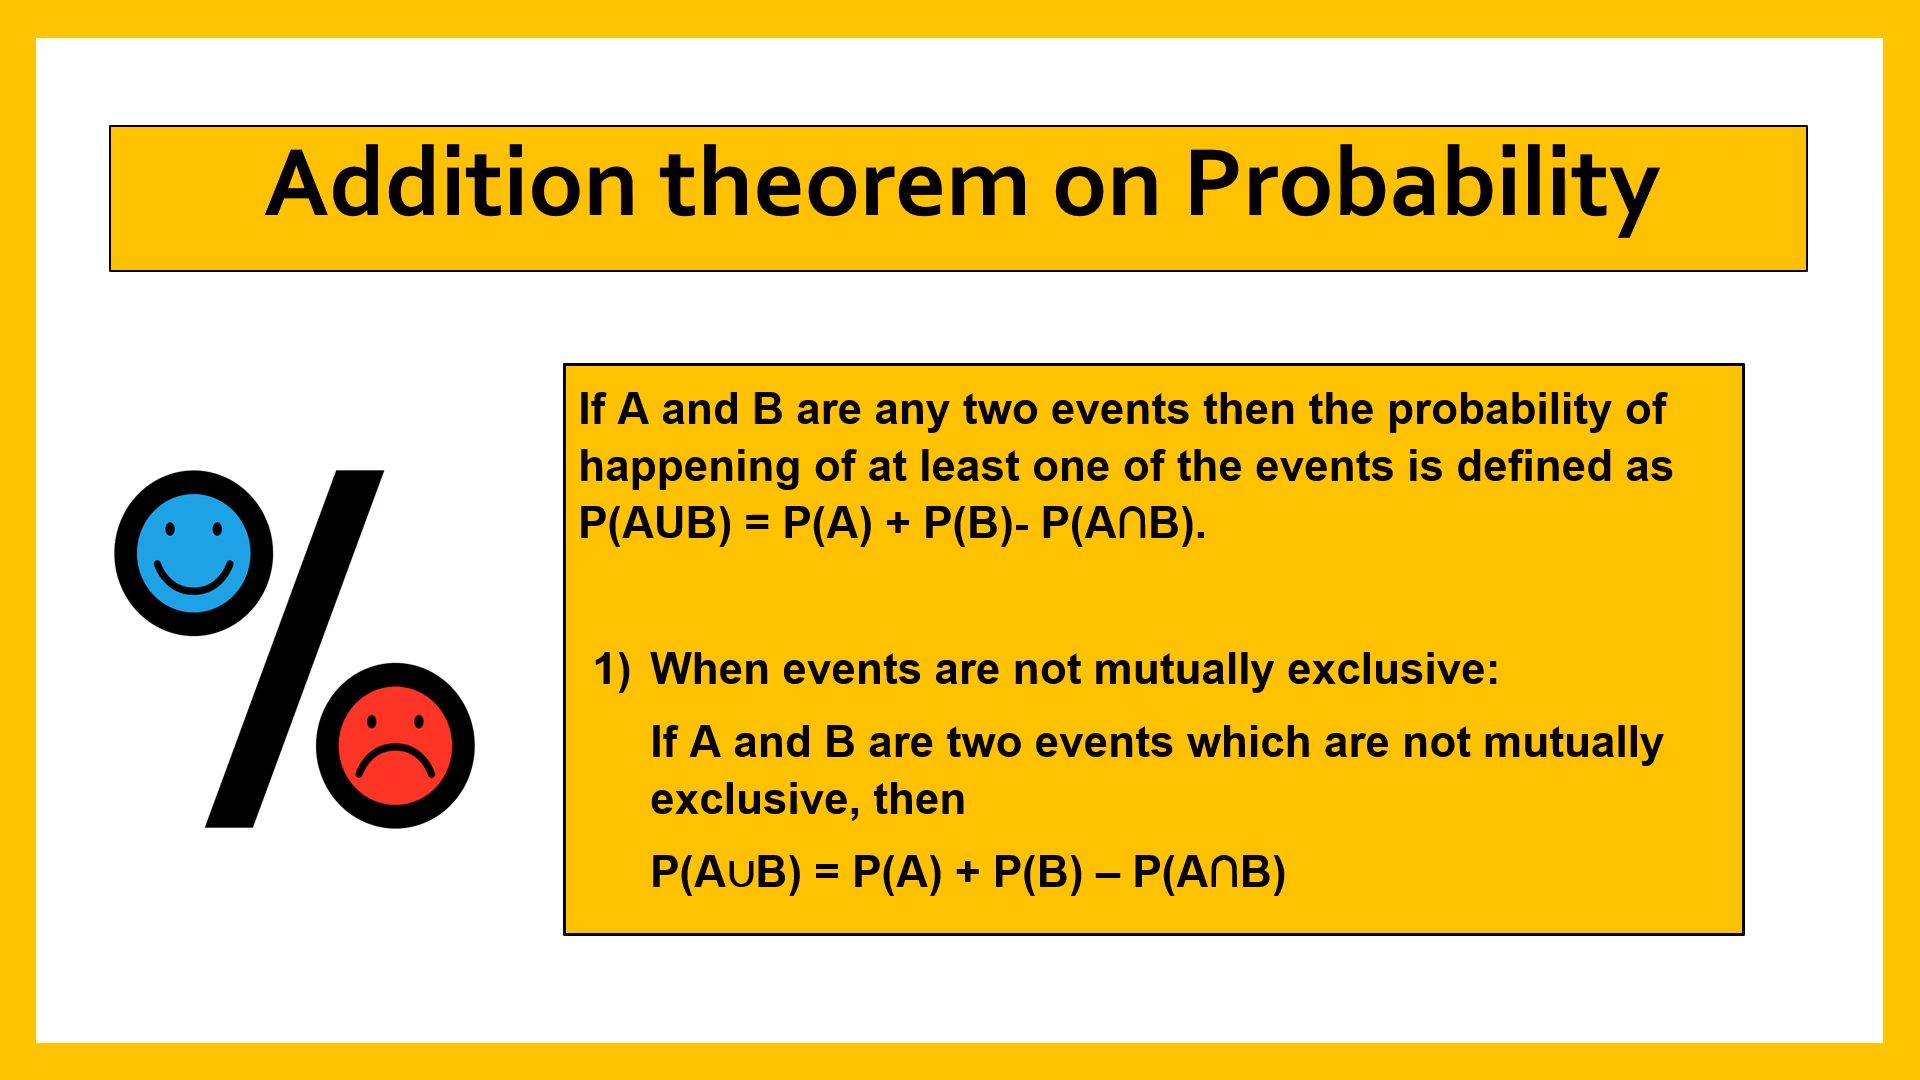 Addition theorem on Probability
If A and B are any two events then the probability of
happening of at least one of the events is defined as
P(AUB) = P(A) + P(B)- P(A∩B).
1) When events are not mutually exclusive:
If A and B are two events which are not mutually
exclusive, then
P(A∪B) = P(A) + P(B) – P(A∩B)